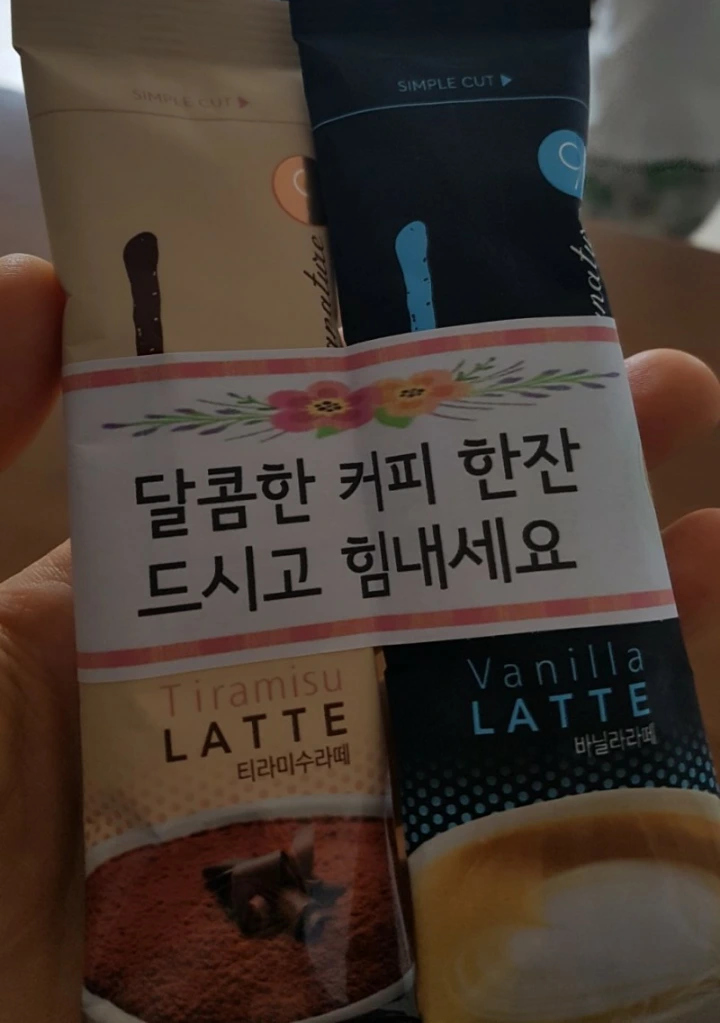 SIMPLE CUT
SIMPLE CUT
달콤한 커피 한잔
드시고 힘내세요
Tiramisu
LATTE
티라미수라떼
Vanilla
LATTE
바닐라라떼